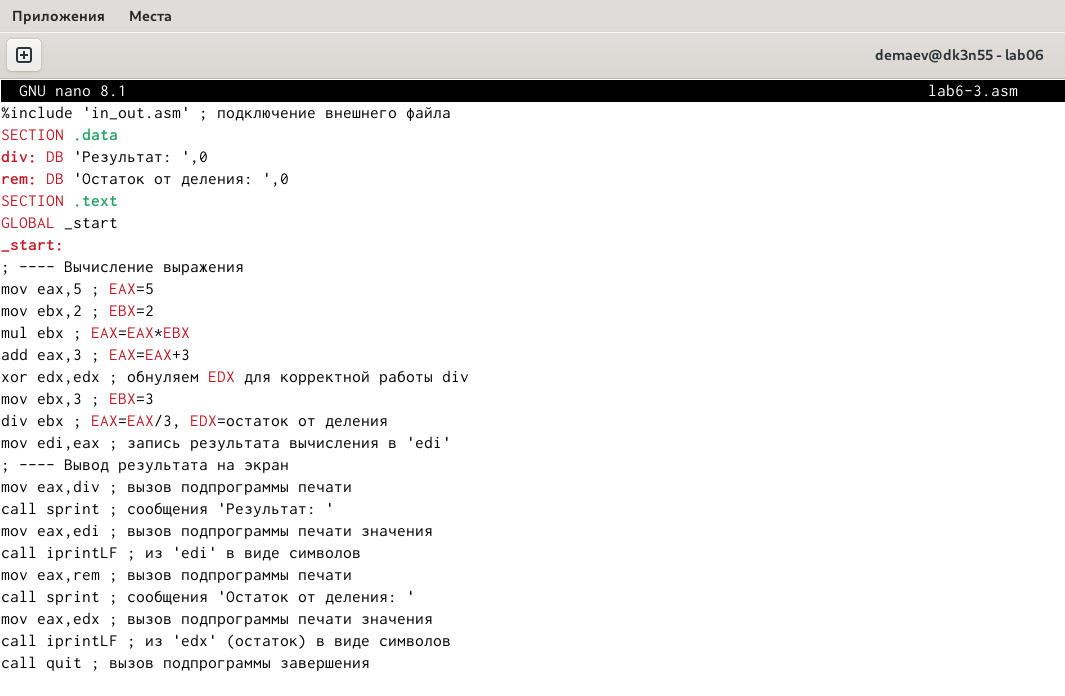 Приложения Места
demaev@dk3n55 - lab06
GNU nano 8.1 lab6-3.asm
%include 'in_out.asm' ; подключение внешнего файла
SECTION .data
div: DB 'Результат: ',0
rem: DB 'Остаток от деления: ',0
SECTION .text
GLOBAL _start
_start:
; ---- Вычисление выражения
mov eax,5 ; EAX=5
mov ebx,2 ; EBX=2
mul ebx ; EAX=EAX*EBX
add eax,3 ; EAX=EAX+3
xor edx,edx ; обнуляем EDX для корректной работы div
mov ebx,3 ; EBX=3
div ebx ; EAX=EAX/3, EDX=остаток от деления
mov edi,eax ; запись результата вычисления в 'edi'
; ---- Вывод результата на экран
mov eax,div ; вызов подпрограммы печати
call sprint ; сообщения 'Результат: '
mov eax,edi ; вызов подпрограммы печати значения
call iprintLF ; из 'edi' в виде символов
mov eax,rem ; вызов подпрограммы печати
call sprint ; сообщения 'Остаток от деления: '
mov eax,edx ; вызов подпрограммы печати значения
call iprintLF ; из 'edx' (остаток) в виде символов
call quit ; вызов подпрограммы завершения